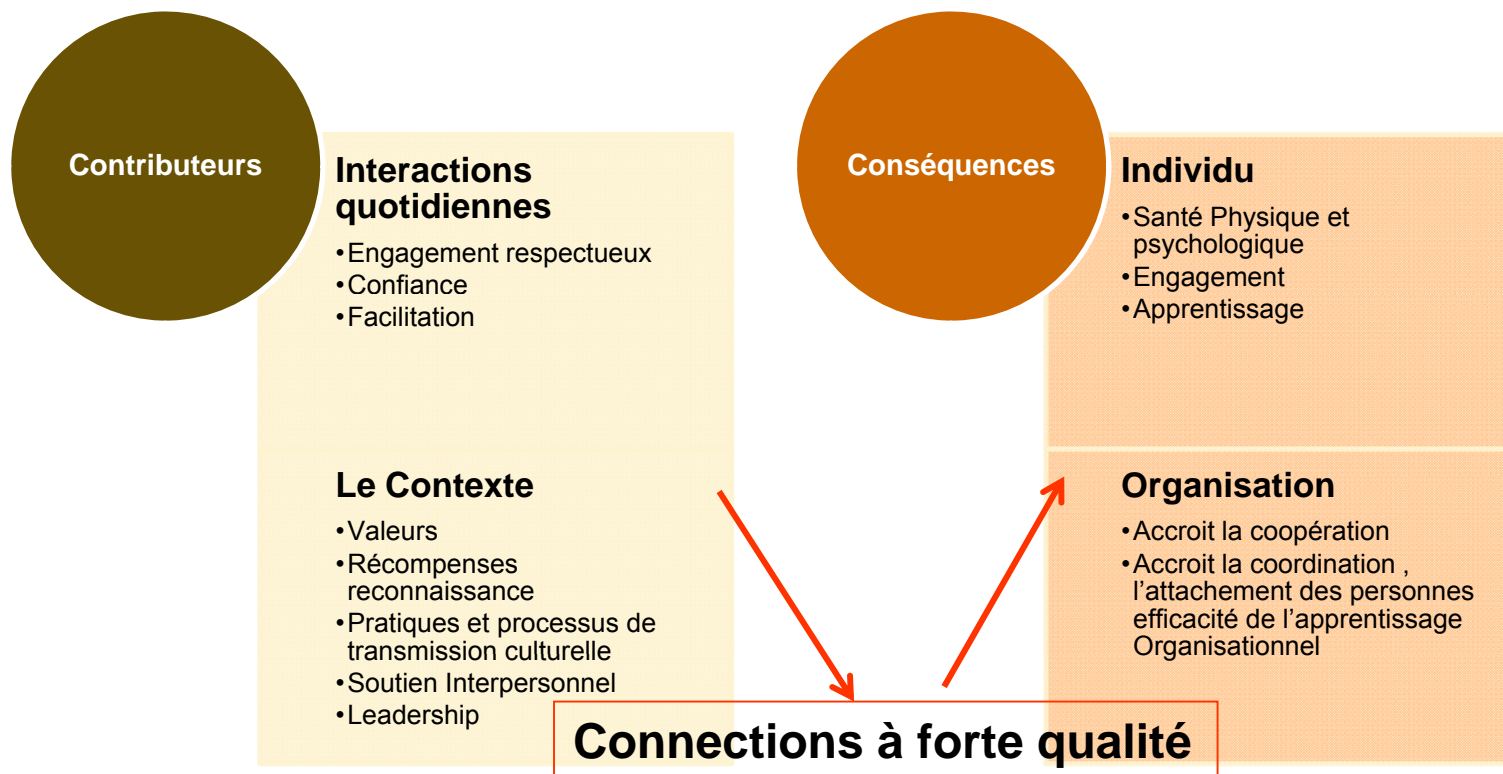 Contributeurs
Interactions
quotidiennes
•Engagement respectueux
•Confiance
•Facilitation
Le Contexte
•Valeurs
•Récompenses
reconnaissance
•Pratiques et processus de
transmission culturelle
•Soutien Interpersonnel
•Leadership
Conséquences
Individu
•Santé Physique et
psychologique
•Engagement
•Apprentissage
Organisation
•Accroit la coopération
•Accroit la coordination ,
l’attachement des personnes
efficacité de l’apprentissage
Organisationnel
Connections à forte qualité